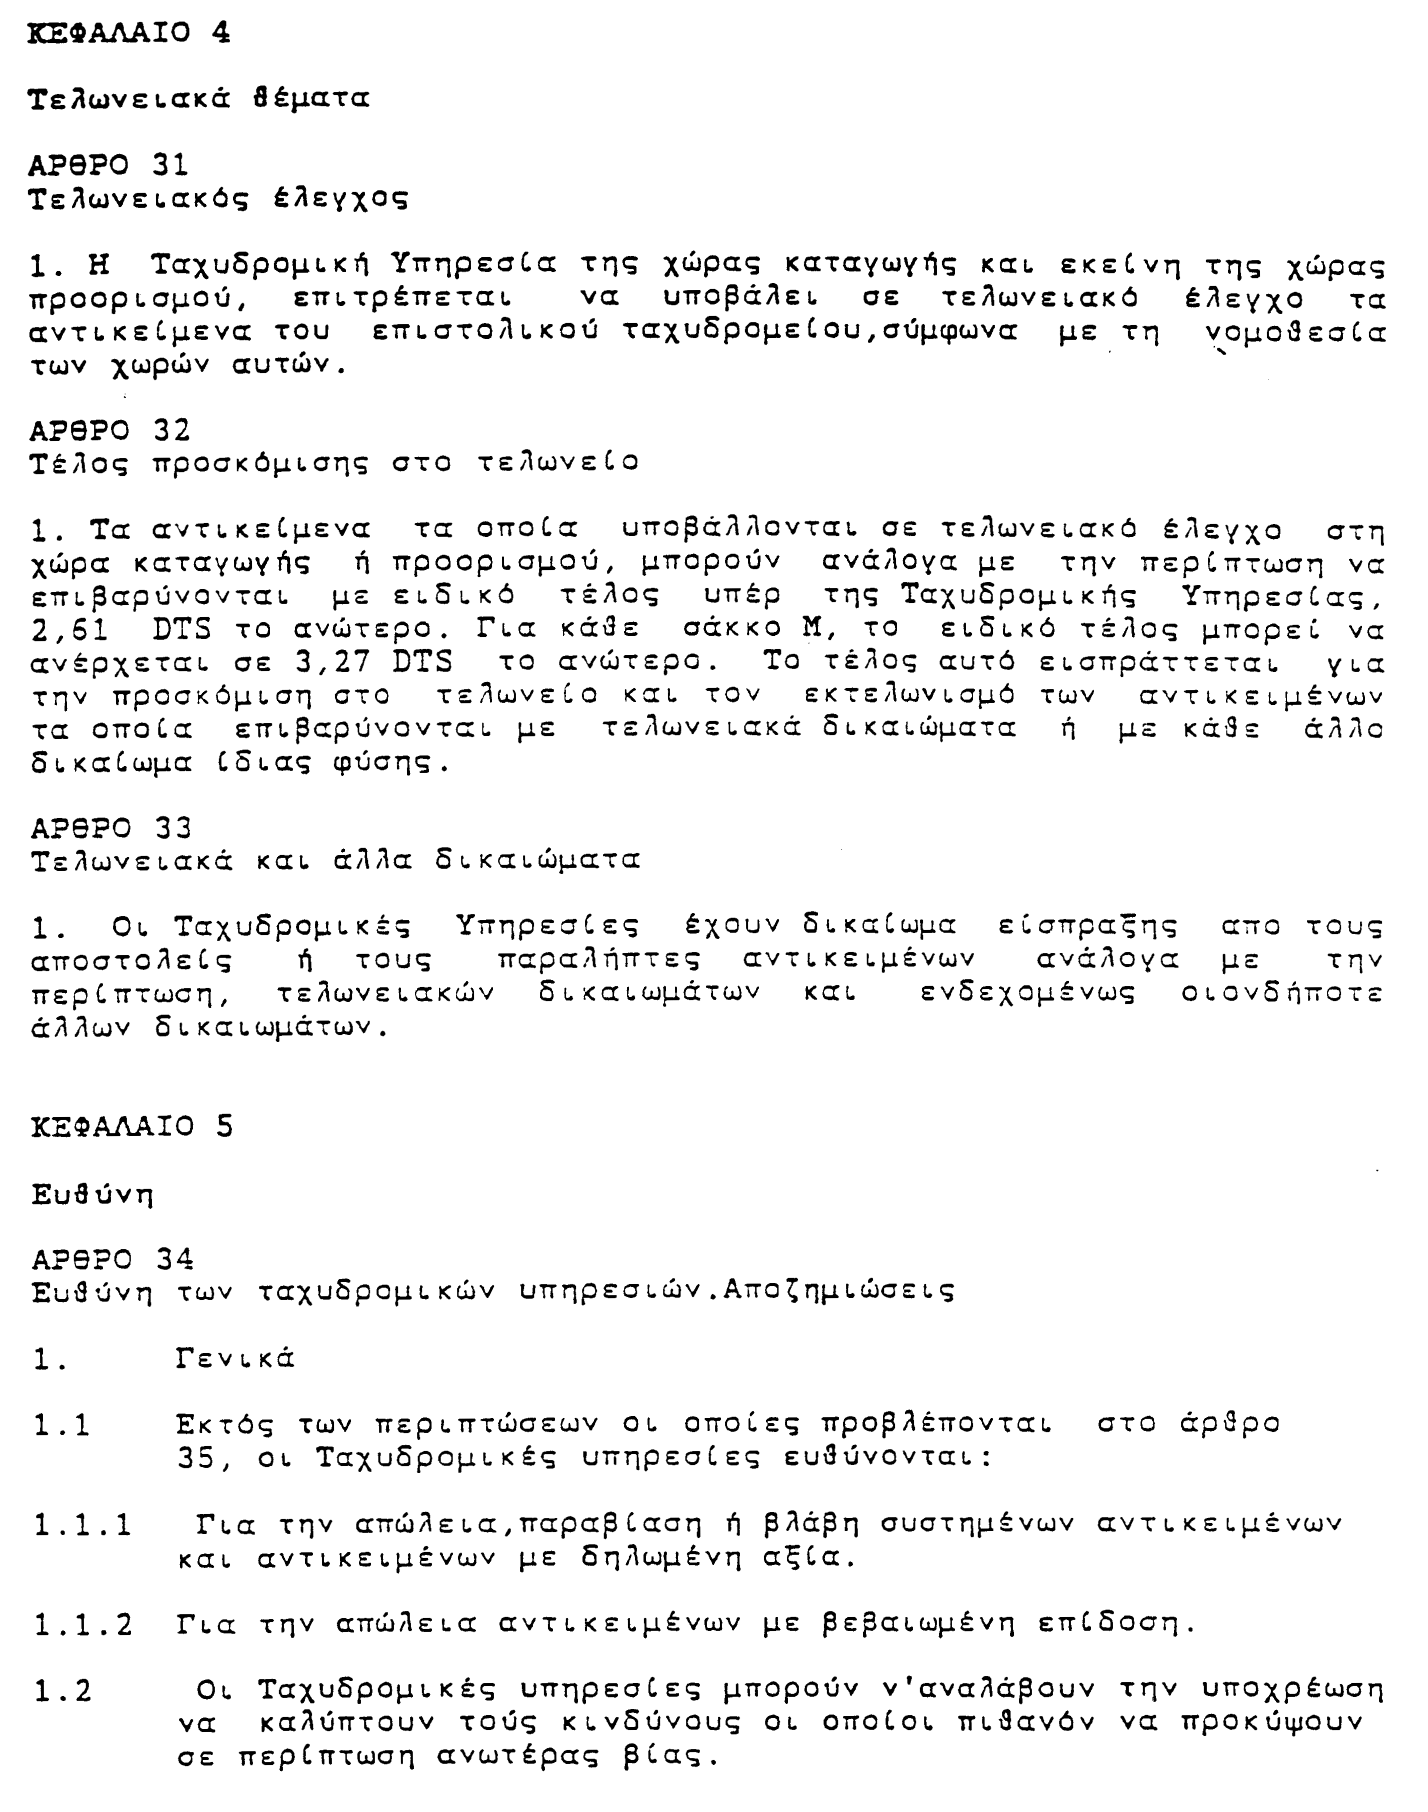 ΚΕΦΑΛΑΙΟ 4
Τελωνειακά θέματα
ΑΡΘΡΟ 31
Τελωνειακός έλεγχος
1. Η Ταχυδρομική Υπηρεσία της χώρας καταγωγής και εκείνη της χώρας
προορισμού, επιτρέπεται να υποβάλει σε τελωνειακό έλεγχο τα
αντικείμενα του επιστολικού ταχυδρομείου,σύμφωνα με τη νομοθεσία
των χωρών αυτών.
ΑΡΘΡΟ 32
Τέλος προσκόμισης στο τελωνείο
1. Τα αντικείμενα τα οποία υποβάλλονται σε τελωνειακό έλεγχο στη
χώρα καταγωγής ή προορισμού, μπορούν ανάλογα με την περίπτωση να
επιβαρύνονται με ειδικό τέλος υπέρ της Ταχυδρομικής Υπηρεσίας,
2,61 DTS το ανώτερο. Για κάθε σάκκο Μ, το ειδικό τέλος μπορεί να
ανέρχεται σε 3,27 DTS το ανώτερο. Το τέλος αυτό εισπράττεται για
την προσκόμιση στο τελωνείο και τον εκτελωνισμό των αντικειμένων
τα οποία επιβαρύνονται με τελωνειακά δικαιώματα ή με κάθε άλλο
δικαίωμα ίδιας φύσης.
ΑΡΘΡΟ 33
Τελωνειακά και άλλα δικαιώματα
1. Οι Ταχυδρομικές Υπηρεσίες έχουν δικαίωμα είσπραξης απο τους
αποστολείς ή τους παραλήπτες αντικειμένων ανάλογα με την
περίπτωση, τελωνειακών δικαιωμάτων και ενδεχομένως οιονδήποτε
άλλων δικαιωμάτων.
ΚΕΦΑΛΑΙΟ 5
Ευθύνη
ΑΡΘΡΟ 34
Ευθύνη των ταχυδρομικών υπηρεσιών.Αποζημιώσεις
1. Γενικά
1.1 Εκτός των περιπτώσεων οι οποίες προβλέπονται στο άρθρο
35, οι Ταχυδρομικές υπηρεσίες ευθύνονται:
1.1.1 Για την απώλεια,παραβίαση ή βλάβη συστημένων αντικειμένων
και αντικειμένων με δηλωμένη αξία.
1.1.2 Για την απώλεια αντικειμένων με βεβαιωμένη επίδοση.
1.2 Οι Ταχυδρομικές υπηρεσίες μπορούν ν'αναλάβουν την υποχρέωση
να καλύπτουν τούς κινδύνους οι οποίοι πιθανόν να προκύψουν
σε περίπτωση ανωτέρας βίας.